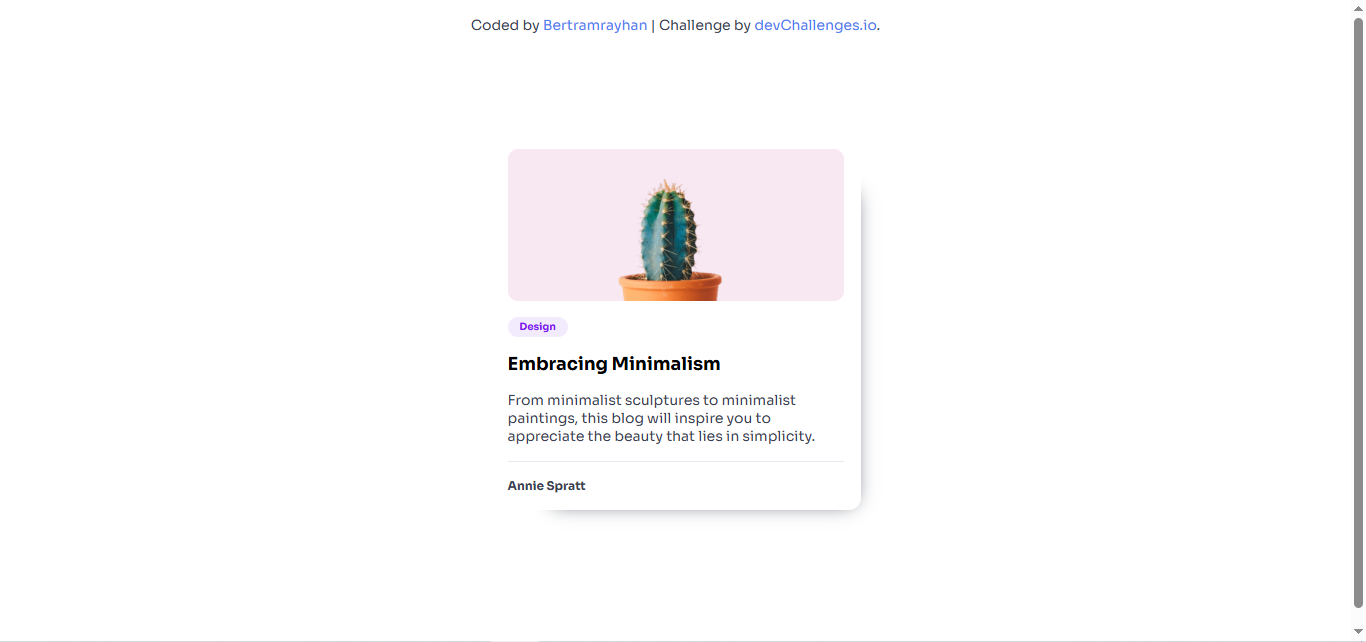 Coded by Bertramrayhan | Challenge by devChallenges.io.
Design
Embracing Minimalism
From minimalist sculptures to minimalist
paintings, this blog will inspire you to
appreciate the beauty that lies in simplicity.
Annie Spratt